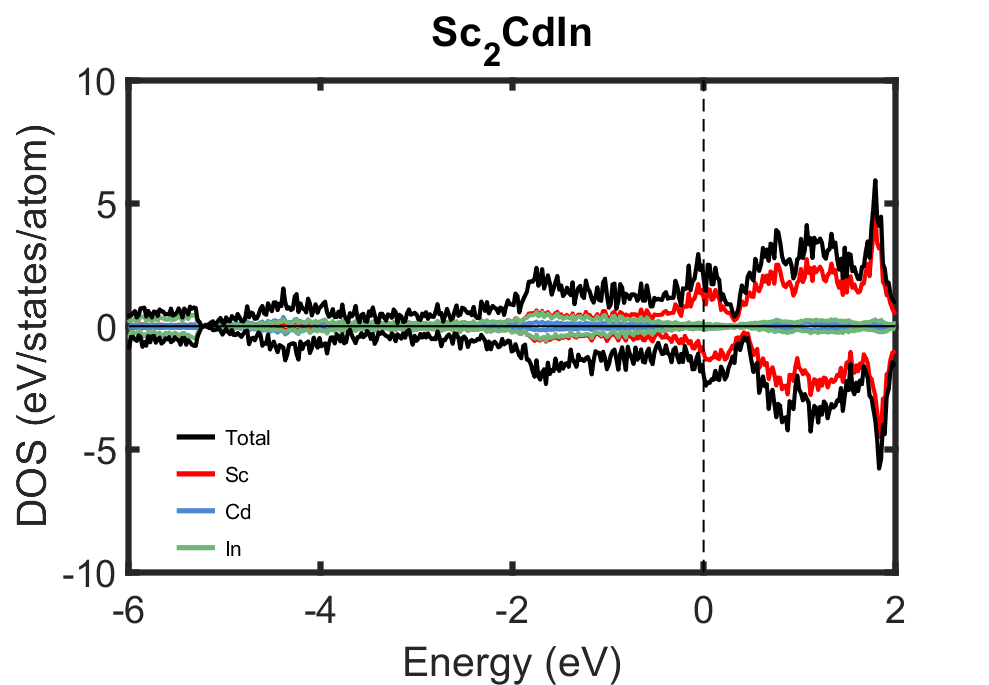 Sc₂CdIn
DOS (eV/states/atom)
10
5
0
-5
-10
Total
Sc
Cd
In
-6 -4 -2 0 2
Energy (eV)